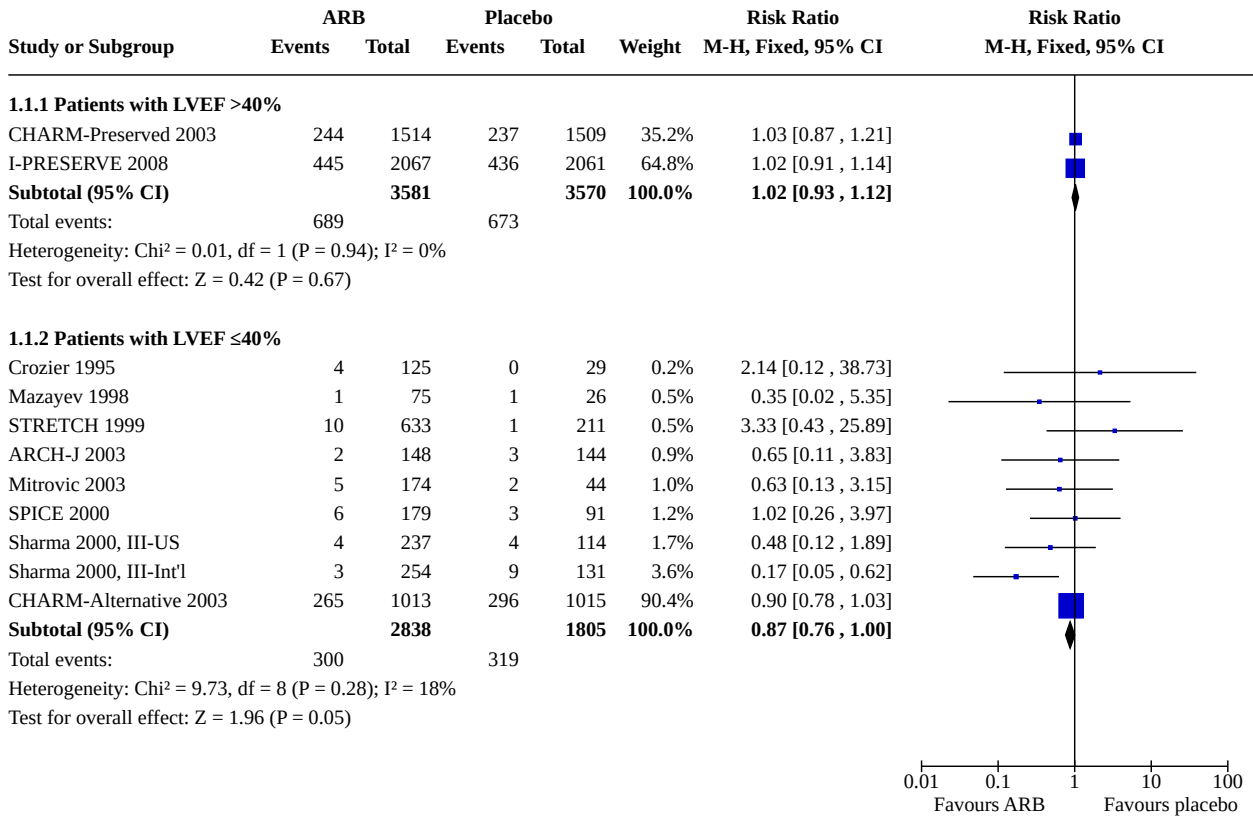 ARB Placebo Risk Ratio Risk Ratio
Study or Subgroup Events Total Events Total Weight M-H, Fixed, 95% CI M-H, Fixed, 95% CI
1.1.1 Patients with LVEF >40%
CHARM-Preserved 2003 244 1514 237 1509 35.2% 1.03 [0.87 , 1.21]
I-PRESERVE 2008 445 2067 436 2061 64.8% 1.02 [0.91 , 1.14]
Subtotal (95% CI) 3581 3570 100.0% 1.02 [0.93 , 1.12]
Total events: 689 673
Heterogeneity: Chi² = 0.01, df = 1 (P = 0.94); I² = 0%
Test for overall effect: Z = 0.42 (P = 0.67)
1.1.2 Patients with LVEF ≤40%
Crozier 1995 4 125 0 29 0.2% 2.14 [0.12 , 38.73]
Mazayev 1998 1 75 1 26 0.5% 0.35 [0.02 , 5.35]
STRETCH 1999 10 633 1 211 0.5% 3.33 [0.43 , 25.89]
ARCH-J 2003 2 148 3 144 0.9% 0.65 [0.11 , 3.83]
Mitrovic 2003 5 174 2 44 1.0% 0.63 [0.13 , 3.15]
SPICE 2000 6 179 3 91 1.2% 1.02 [0.26 , 3.97]
Sharma 2000, III-US 4 237 4 114 1.7% 0.48 [0.12 , 1.89]
Sharma 2000, III-Int'l 3 254 9 131 3.6% 0.17 [0.05 , 0.62]
CHARM-Alternative 2003 265 1013 296 1015 90.4% 0.90 [0.78 , 1.03]
Subtotal (95% CI) 2838 1805 100.0% 0.87 [0.76 , 1.00]
Total events: 300 319
Heterogeneity: Chi² = 9.73, df = 8 (P = 0.28); I² = 18%
Test for overall effect: Z = 1.96 (P = 0.05)
0.01 0.1 1 10 100
Favours ARB Favours placebo